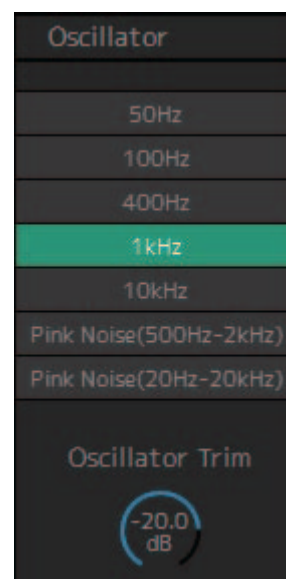 Oscillator
50Hz
100Hz
400Hz
1kHz
10kHz
Pink Noise(500Hz-2kHz)
Pink Noise(20Hz-20kHz)
Oscillator Trim
-20.0
dB